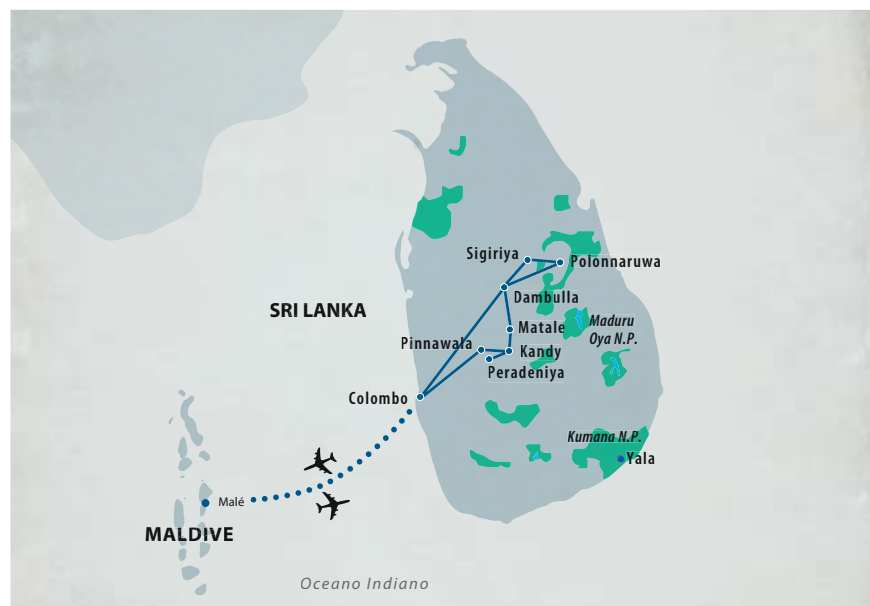 Sigiriya
Polonnaruwa
Dambulla
SRI LANKA
Matale
Maduru
Oya N.P.
Pinnawala
Kandy
Peradeniya
Colombo
Kumana N.P.
Yala
Malé
MALDIVE
Oceano Indiano